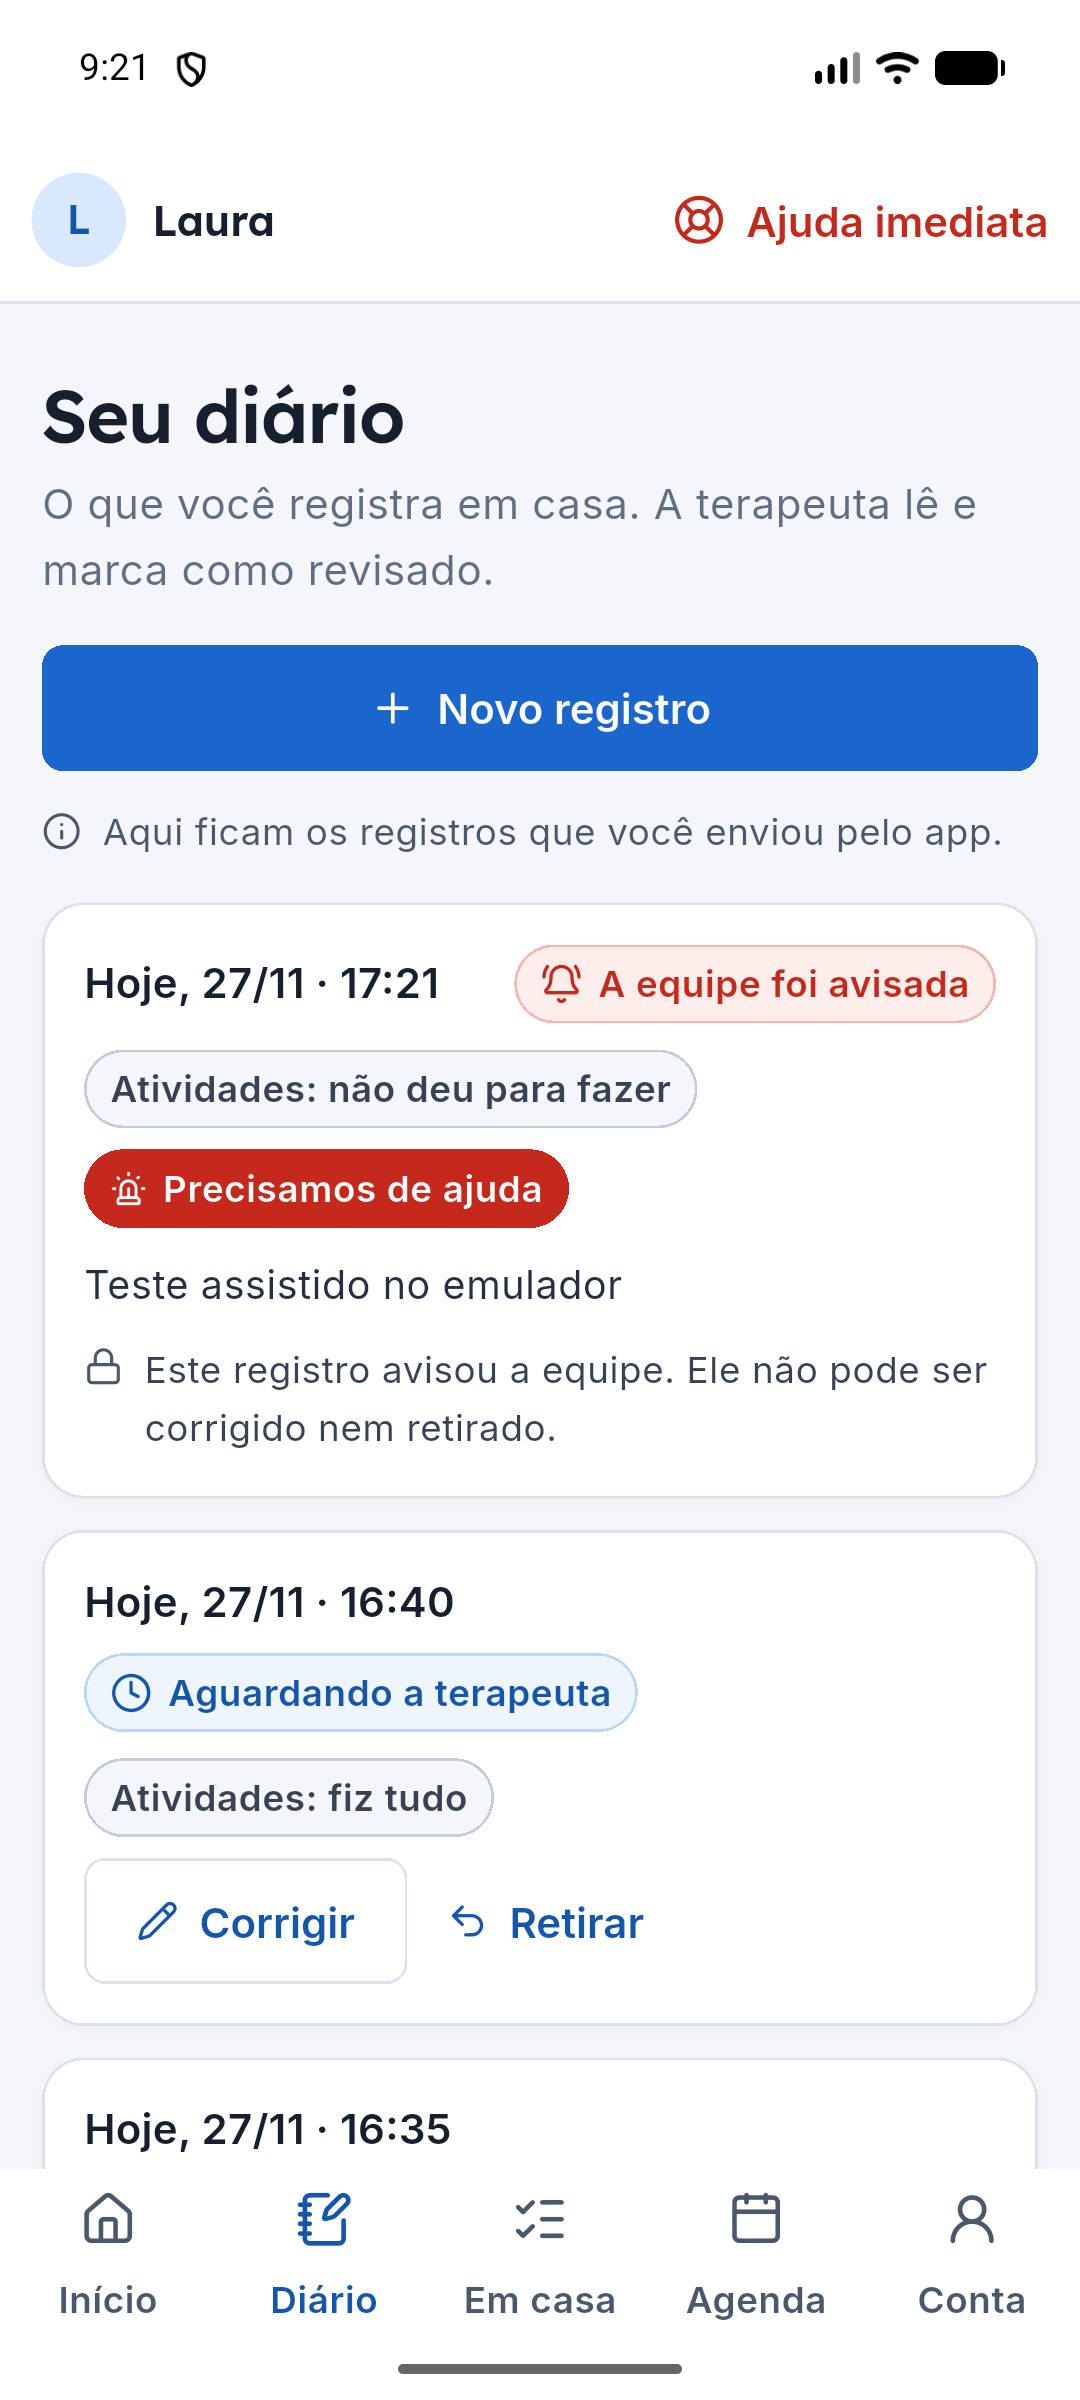 9:21
L
Laura
Ajuda imediata
Seu diário
O que você registra em casa. A terapeuta lê e
marca como revisado.
Novo registro
Aqui ficam os registros que você enviou pelo app.
Hoje, 27/11 · 17:21
A equipe foi avisada
Atividades: não deu para fazer
Precisamos de ajuda
Teste assistido no emulador
Este registro avisou a equipe. Ele não pode ser
corrigido nem retirado.
Hoje, 27/11 · 16:40
Aguardando a terapeuta
Atividades: fiz tudo
Corrigir
Retirar
Hoje, 27/11 · 16:35
Início
Diário
Em casa
Agenda
Conta